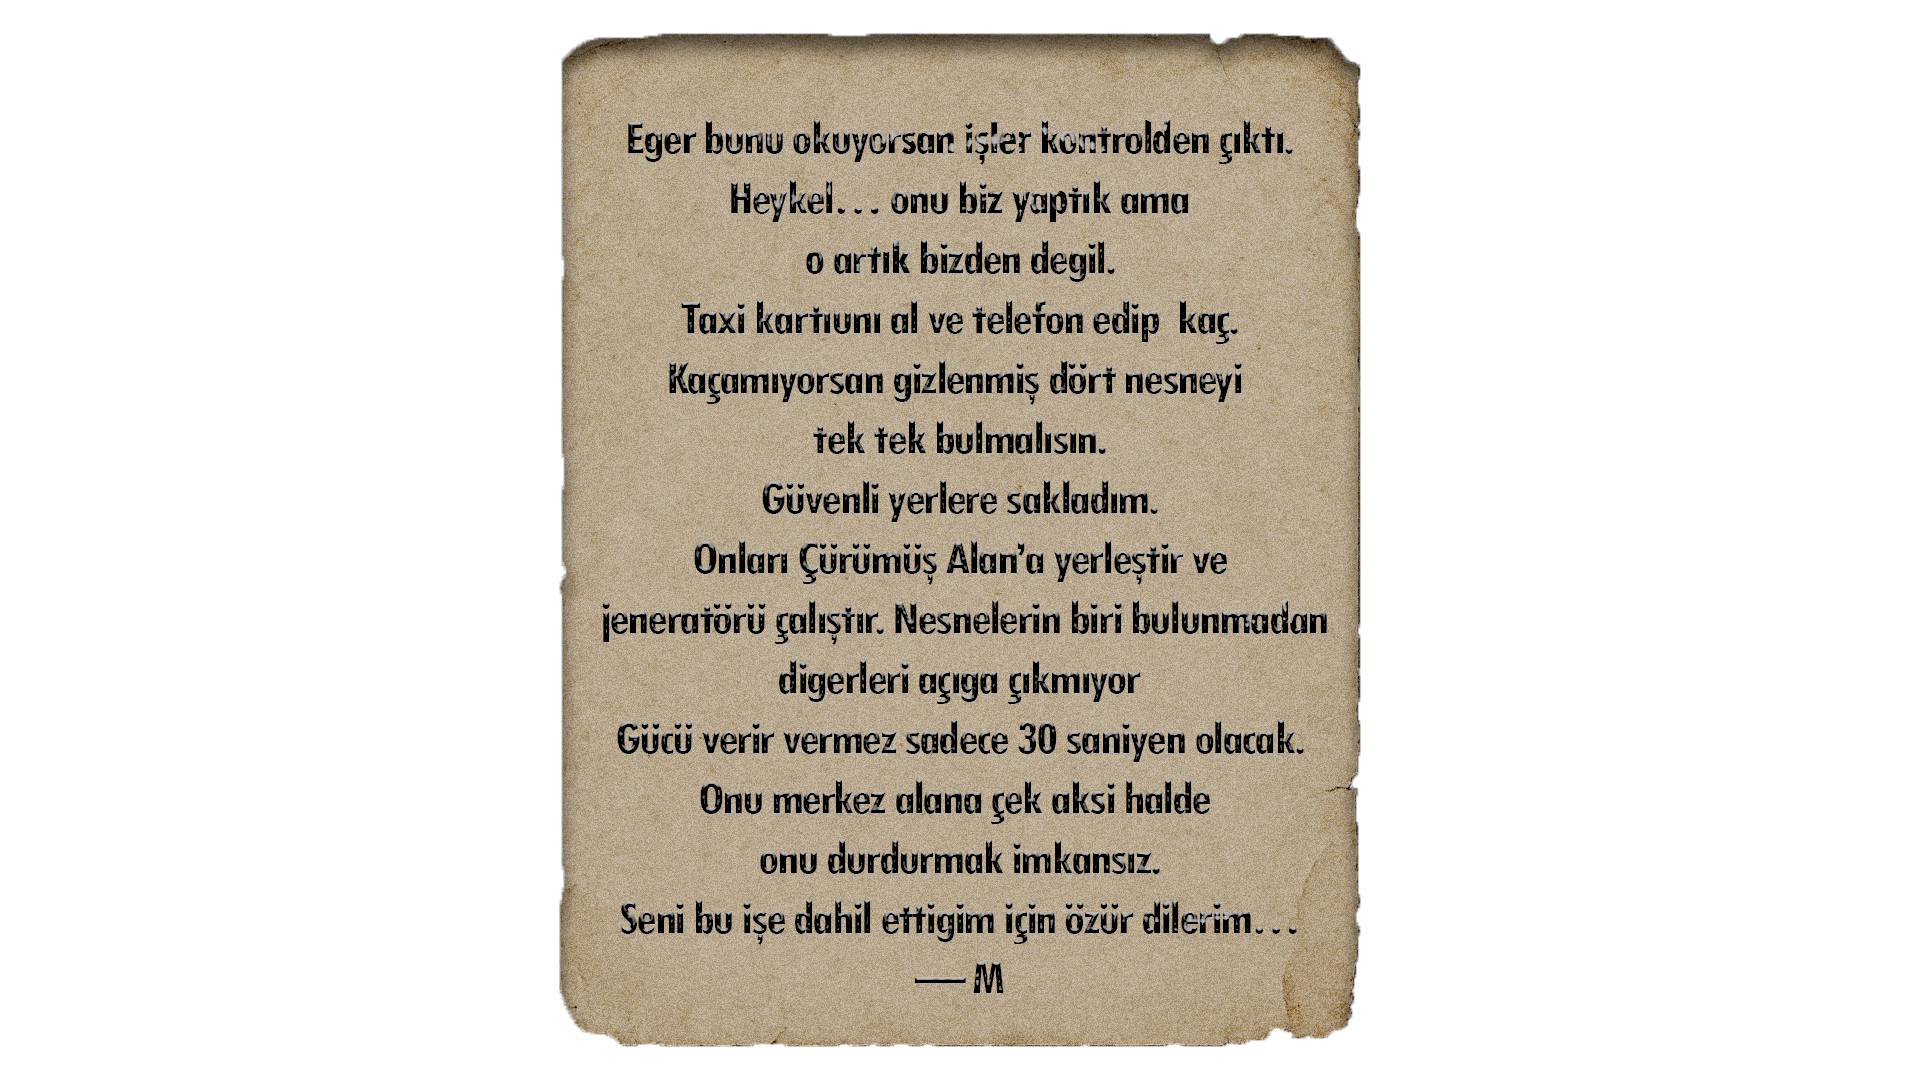 Eger bunu okuyorsan işler kontrolden çıktı.
Heykel... onu biz yaptık ama
o artık bizden degil.
Taxi kartıunı al ve telefon edip  kaç.
Kaçamıyorsan gizlenmiş dört nesneyi
tek tek bulmalısın.
Güvenli yerlere sakladım.
Onları Çürümüş Alan'a yerleştir ve
jeneratörü çalıştır. Nesnelerin biri bulunmadan
digerleri açıga çıkmıyor
Gücü verir vermez sadece 30 saniyen olacak.
Onu merkez alana çek aksi halde
onu durdurmak imkansız.
Seni bu işe dahil ettigim için özür dilerim...
— M